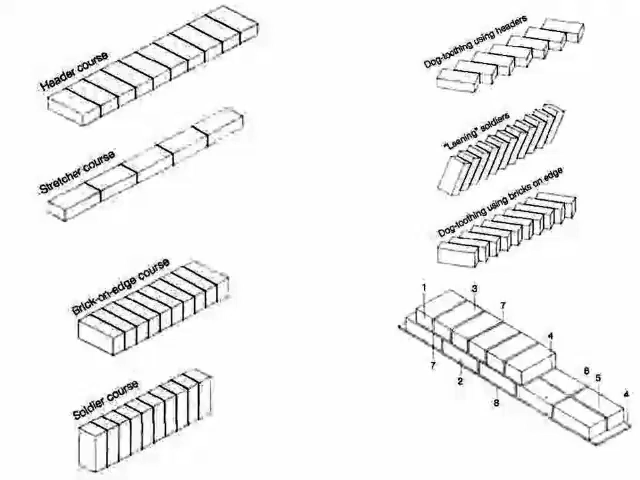 Header course
Stretcher course
Brick-on-edge course
Soldier course
Dog-toothing using headers
"Leening" soldiers
Dog-toothing using bricks on edge
1 3 7 4
7 2 8 6 5 4